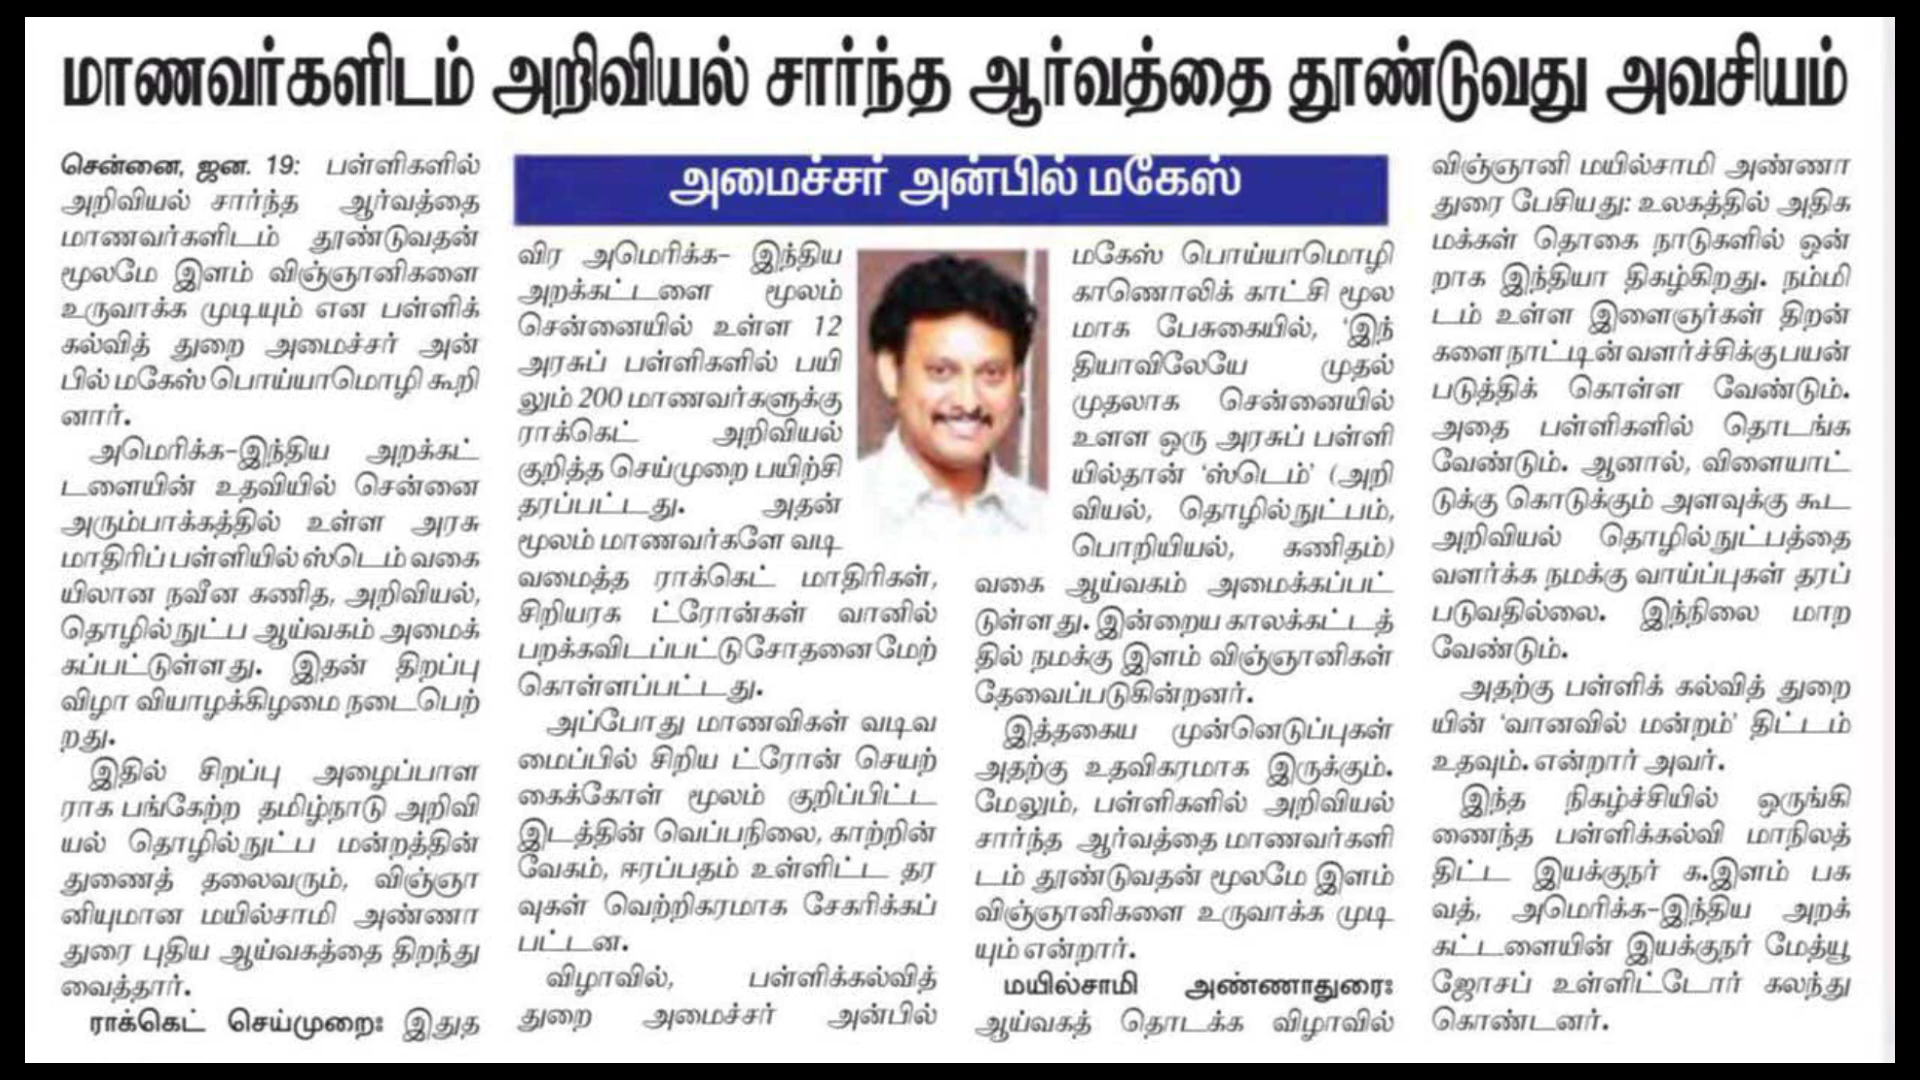 மாணவர்களிடம் அறிவியல் சார்ந்த ஆர்வத்தை தூண்டுவது அவசியம்
அமைச்சர் அன்பில் மகேஸ்
சென்னை, ஜன. 19: பள்ளிகளில்
அறிவியல் சார்ந்த ஆர்வத்தை
மாணவர்களிடம் தூண்டுவதன்
மூலமே இளம் விஞ்ஞானிகளை
உருவாக்க முடியும் என பள்ளிக்
கல்வித் துறை அமைச்சர் அன்
பில் மகேஸ் பொய்யாமொழி கூறி
னார்.
அமெரிக்க-இந்திய அறக்கட்
டளையின் உதவியில் சென்னை
அரும்பாக்கத்தில் உள்ள அரசு
மாதிரிப் பள்ளியில் ஸ்டெம் வகை
யிலான நவீன கணித, அறிவியல்,
தொழில்நுட்ப ஆய்வகம் அமைக்
கப்பட்டுள்ளது. இதன் திறப்பு
விழா வியாழக்கிழமை நடைபெற்
றது.
இதில் சிறப்பு அழைப்பாள
ராக பங்கேற்ற தமிழ்நாடு அறிவி
யல் தொழில்நுட்ப மன்றத்தின்
துணைத் தலைவரும், விஞ்ஞா
னியுமான மயில்சாமி அண்ணா
துரை புதிய ஆய்வகத்தை திறந்து
வைத்தார்.
ராக்கெட் செய்முறை: இதுத
விர அமெரிக்க- இந்திய
அறக்கட்டளை மூலம்
சென்னையில் உள்ள 12
அரசுப் பள்ளிகளில் பயி
லும் 200 மாணவர்களுக்கு
ராக்கெட் அறிவியல்
குறித்த செய்முறை பயிற்சி
தரப்பட்டது. அதன்
மூலம் மாணவர்களே வடி
வமைத்த ராக்கெட் மாதிரிகள்,
சிறியரக ட்ரோன்கள் வானில்
பறக்கவிடப்பட்டு சோதனை மேற்
கொள்ளப்பட்டது.
அப்போது மாணவிகள் வடிவ
மைப்பில் சிறிய ட்ரோன் செயற்
கைக்கோள் மூலம் குறிப்பிட்ட
இடத்தின் வெப்பநிலை, காற்றின்
வேகம், ஈரப்பதம் உள்ளிட்ட தர
வுகள் வெற்றிகரமாக சேகரிக்கப்
பட்டன.
விழாவில், பள்ளிக்கல்வித்
துறை அமைச்சர் அன்பில்
மகேஸ் பொய்யாமொழி
காணொலிக் காட்சி மூல
மாக பேசுகையில், 'இந்
தியாவிலேயே முதல்
முதலாக சென்னையில்
உளள ஒரு அரசுப் பள்ளி
யில்தான் 'ஸ்டெம்' (அறி
வியல், தொழில்நுட்பம்,
பொறியியல், கணிதம்)
வகை ஆய்வகம் அமைக்கப்பட்
டுள்ளது. இன்றைய காலக்கட்டத்
தில் நமக்கு இளம் விஞ்ஞானிகள்
தேவைப்படுகின்றனர்.
இத்தகைய முன்னெடுப்புகள்
அதற்கு உதவிகரமாக இருக்கும்.
மேலும், பள்ளிகளில் அறிவியல்
சார்ந்த ஆர்வத்தை மாணவர்களி
டம் தூண்டுவதன் மூலமே இளம்
விஞ்ஞானிகளை உருவாக்க முடி
யும் என்றார்.
மயில்சாமி அண்ணாதுரை:
ஆய்வகத் தொடக்க விழாவில்
விஞ்ஞானி மயில்சாமி அண்ணா
துரை பேசியது: உலகத்தில் அதிக
மக்கள் தொகை நாடுகளில் ஒன்
றாக இந்தியா திகழ்கிறது. நம்மி
டம் உள்ள இளைஞர்கள் திறன்
களை நாட்டின் வளர்ச்சிக்கு பயன்
படுத்திக் கொள்ள வேண்டும்.
அதை பள்ளிகளில் தொடங்க
வேண்டும். ஆனால், விளையாட்
டுக்கு கொடுக்கும் அளவுக்கு கூட
அறிவியல் தொழில்நுட்பத்தை
வளர்க்க நமக்கு வாய்ப்புகள் தரப்
படுவதில்லை. இந்நிலை மாற
வேண்டும்.
அதற்கு பள்ளிக் கல்வித் துறை
யின் 'வானவில் மன்றம்' திட்டம்
உதவும். என்றார் அவர்.
இந்த நிகழ்ச்சியில் ஒருங்கி
ணைந்த பள்ளிக்கல்வி மாநிலத்
திட்ட இயக்குநர் க.இளம் பக
வத், அமெரிக்க-இந்திய அறக்
கட்டளையின் இயக்குநர் மேத்யூ
ஜோசப் உள்ளிட்டோர் கலந்து
கொண்டனர்.